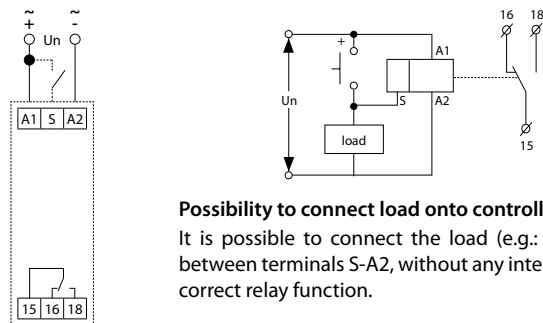 ~ ~
+ Un -
A1 S A2
15 16 18
16 18
+
A1
Un
S A2
load
15
Possibility to connect load onto controll
It is possible to connect the load (e.g.:
between terminals S-A2, without any inte
correct relay function.